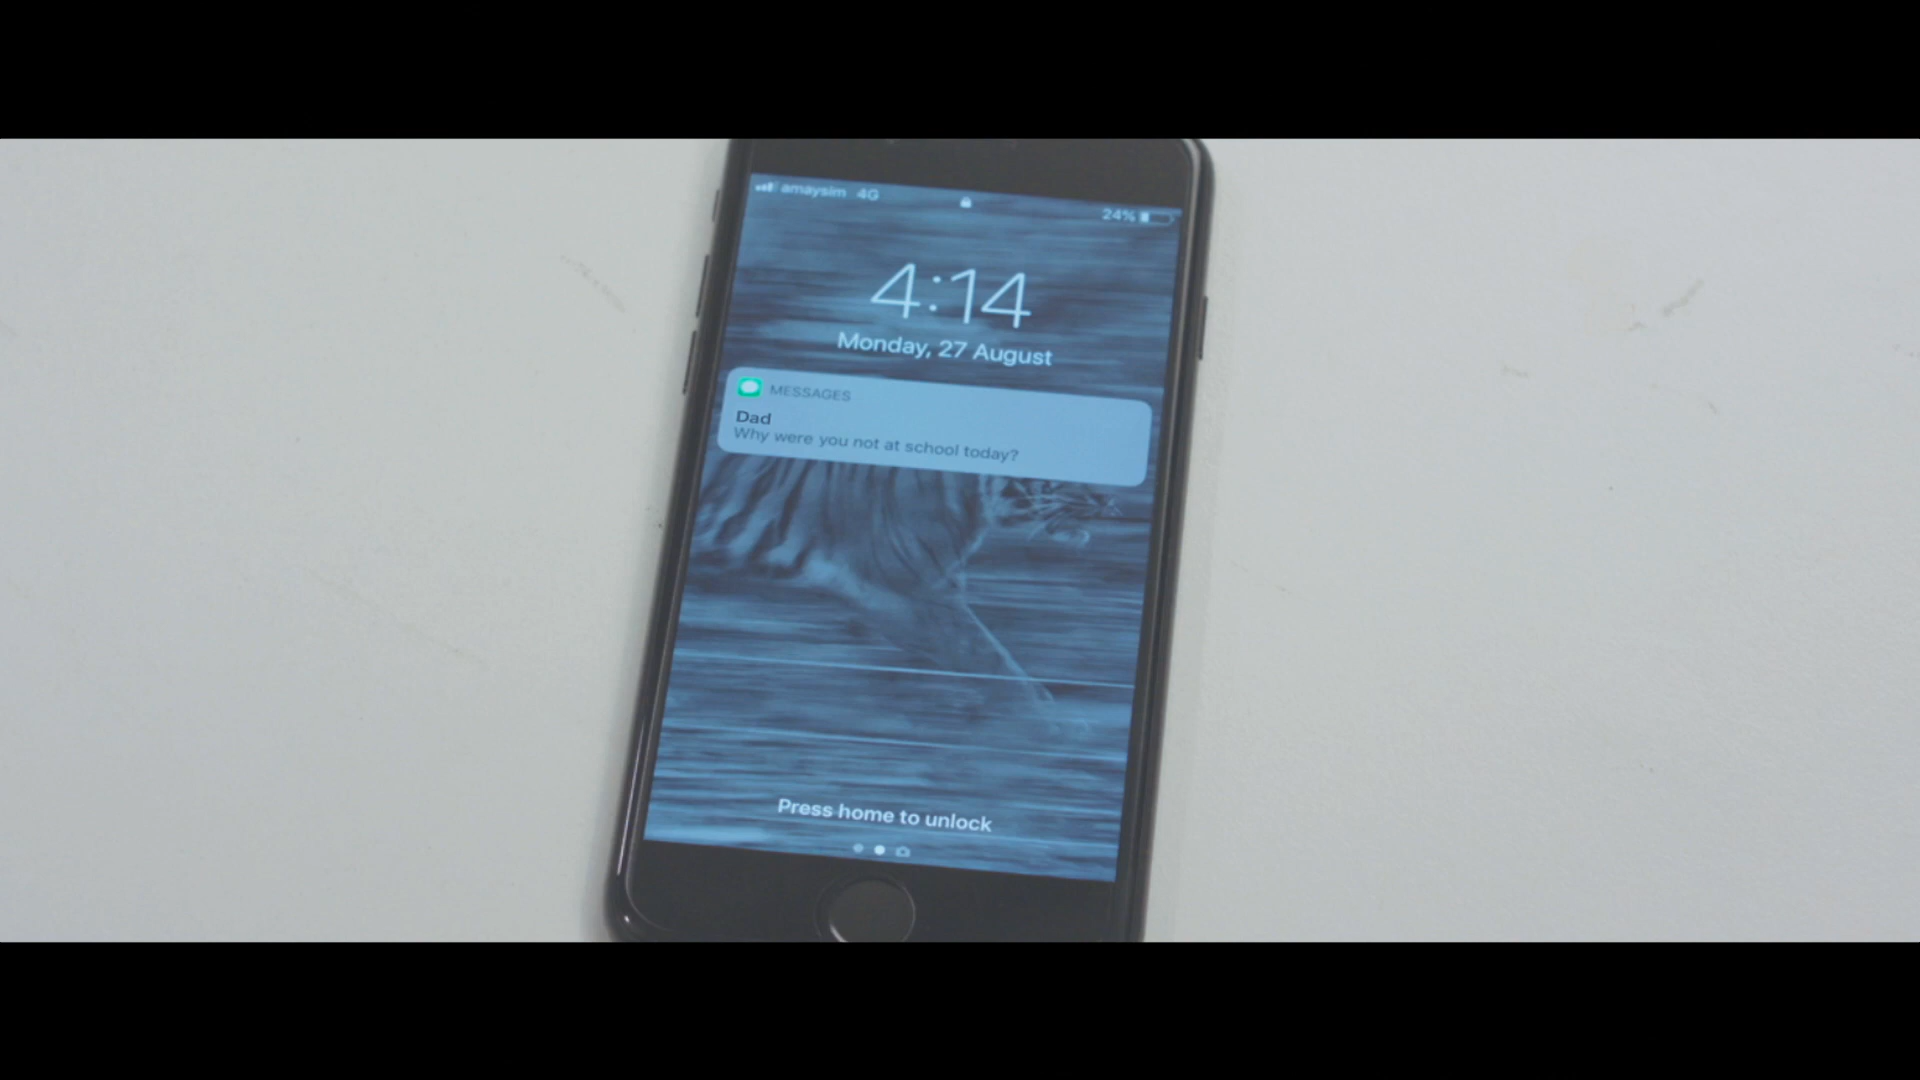 amaysim 4G
24%
4:14
Monday, 27 August
MESSAGES
Dad
Why were you not at school today?
Press home to unlock